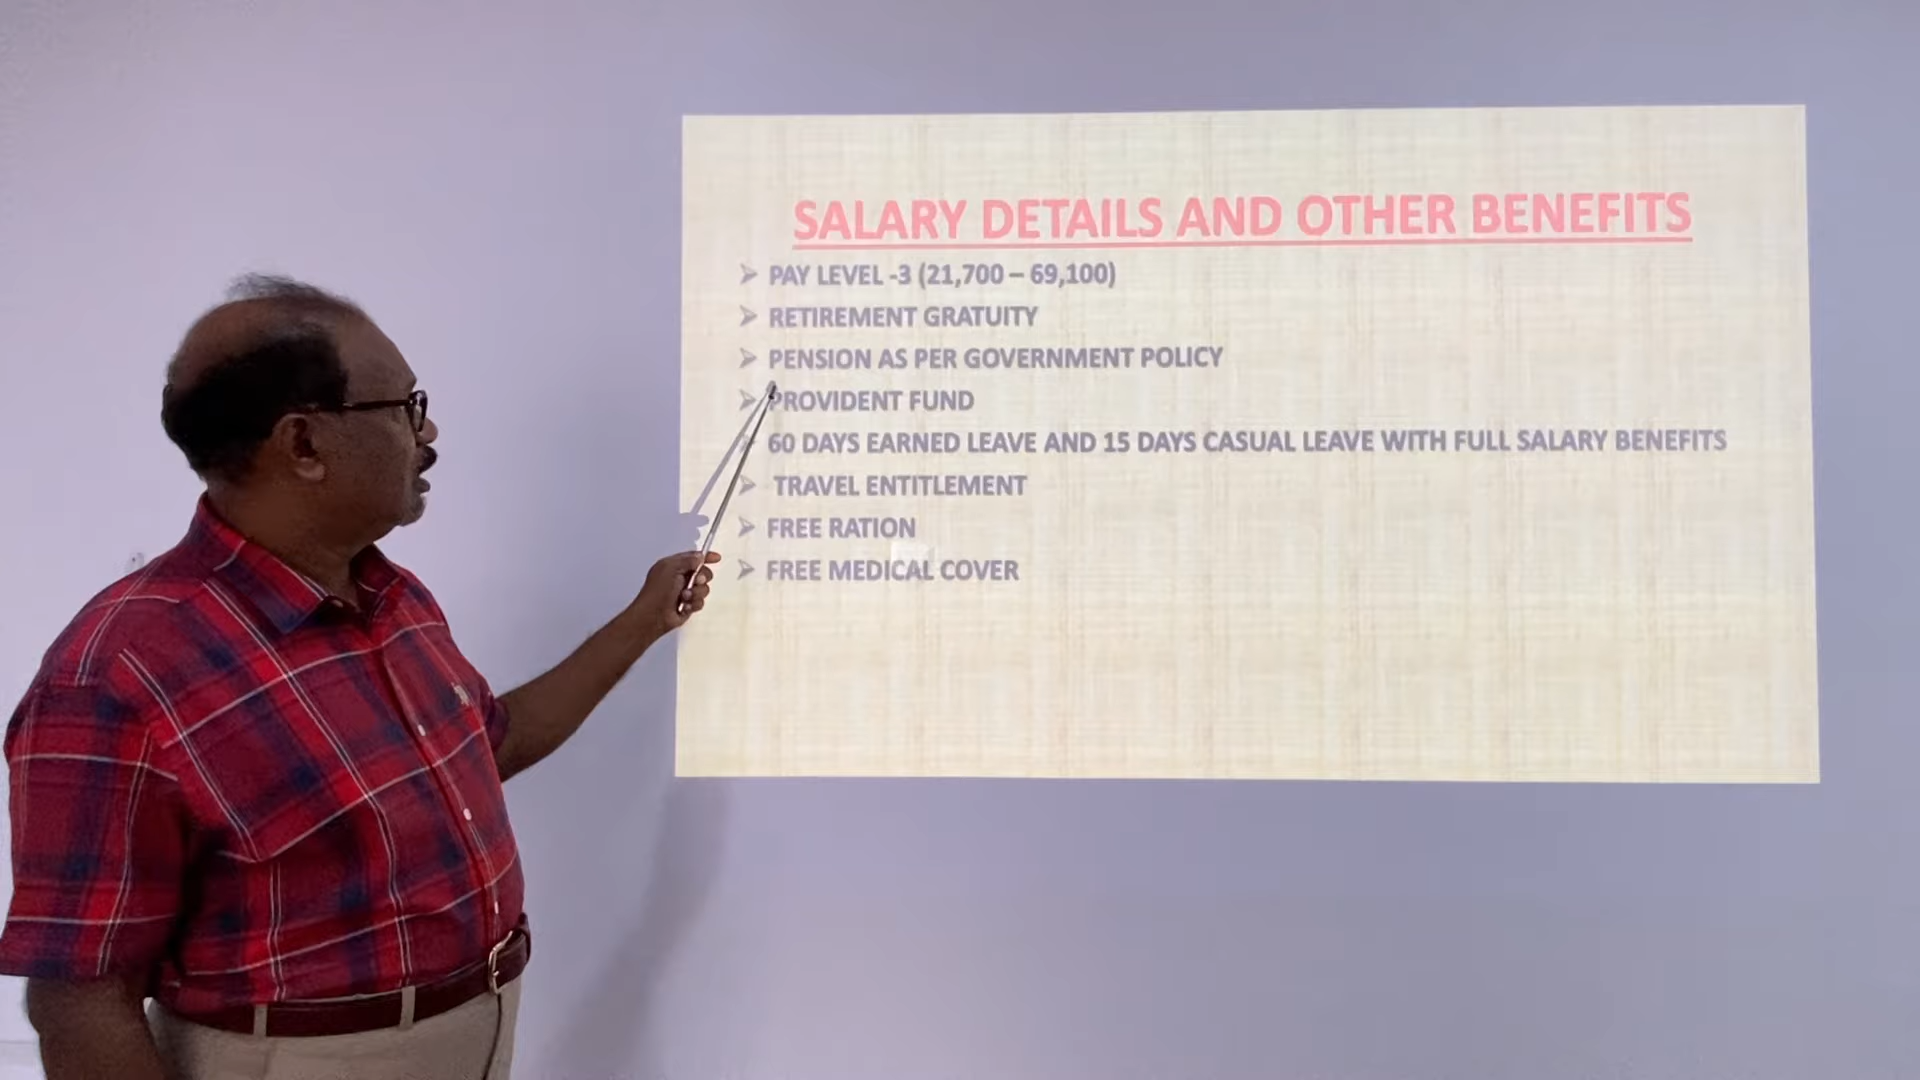 SALARY DETAILS AND OTHER BENEFITS
➢ PAY LEVEL -3 (21,700 – 69,100)
➢ RETIREMENT GRATUITY
➢ PENSION AS PER GOVERNMENT POLICY
➢ PROVIDENT FUND
➢ 60 DAYS EARNED LEAVE AND 15 DAYS CASUAL LEAVE WITH FULL SALARY BENEFITS
➢ TRAVEL ENTITLEMENT
➢ FREE RATION
➢ FREE MEDICAL COVER